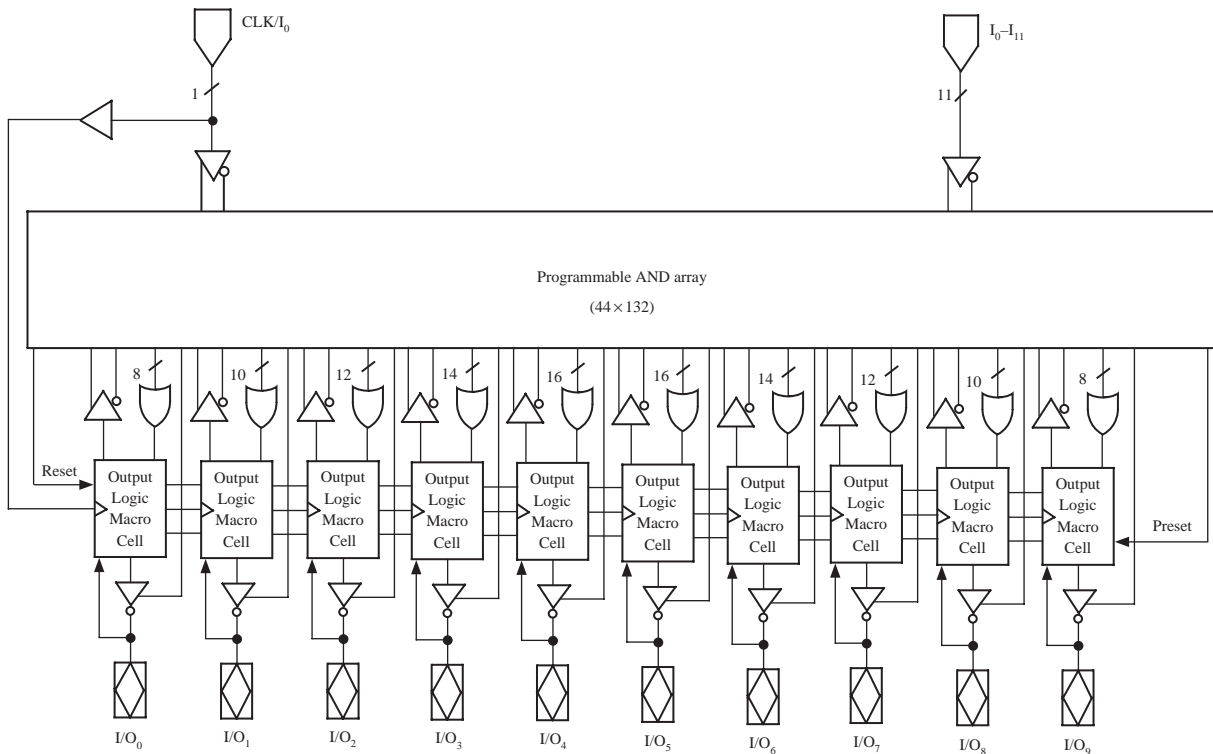 CLK/I₀
I₀–I₁₁
1
11
Programmable AND array
(44×132)
8
10
12
14
16
16
14
12
10
8
Reset
Output
Logic
Macro
Cell
Output
Logic
Macro
Cell
Output
Logic
Macro
Cell
Output
Logic
Macro
Cell
Output
Logic
Macro
Cell
Output
Logic
Macro
Cell
Output
Logic
Macro
Cell
Output
Logic
Macro
Cell
Output
Logic
Macro
Cell
Output
Logic
Macro
Cell
Preset
I/O₀
I/O₁
I/O₂
I/O₃
I/O₄
I/O₅
I/O₆
I/O₇
I/O₈
I/O₉